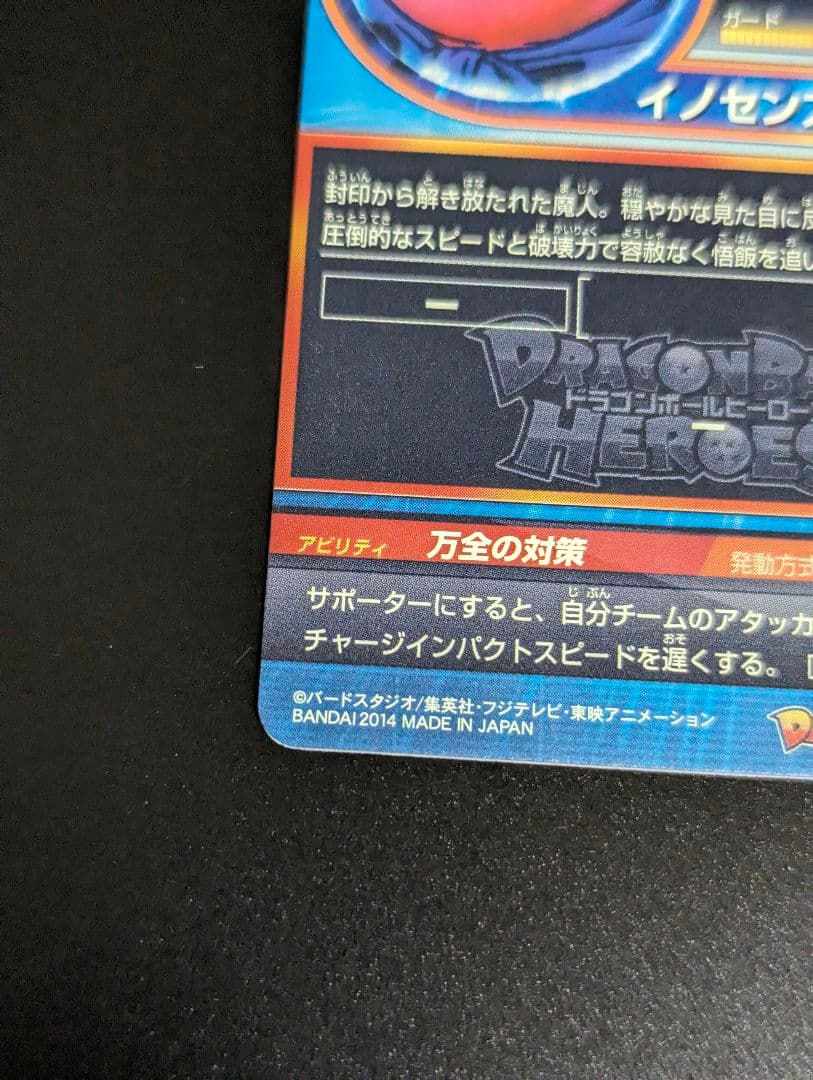 ガード
イノセン
封印から解き放たれた魔人。穏やかな見た目に
圧倒的なスピードと破壊力で容赦なく悟飯を追い
DRAGON BA
ドラゴンボールヒーロー
HEROES
アビリティ 万全の対策 発動方式
サポーターにすると、自分チームのアタッカ
チャージインパクトスピードを遅くする。
©バードスタジオ/集英社・フジテレビ・東映アニメーション
BANDAI 2014 MADE IN JAPAN